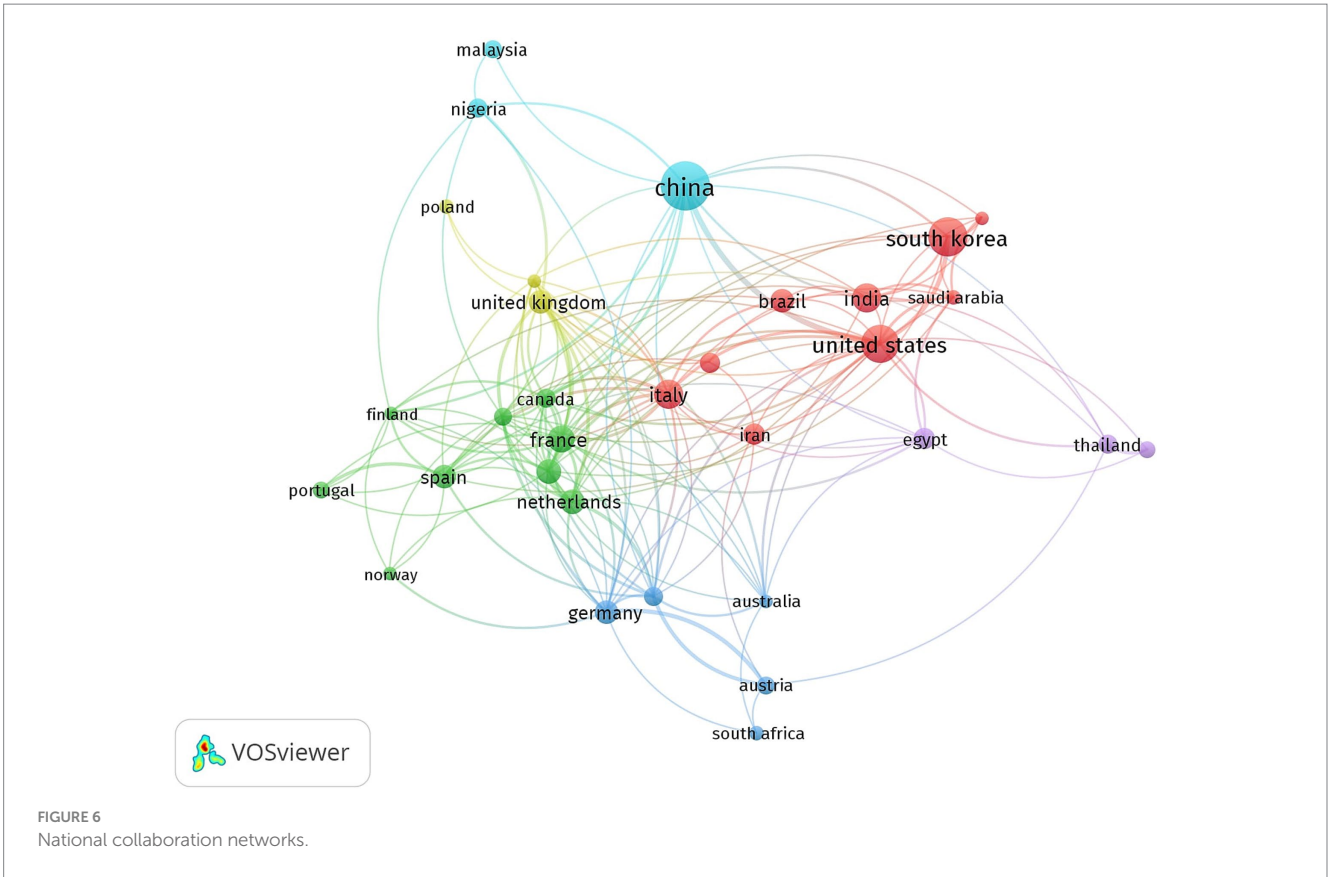 malaysia
nigeria
china
poland
south korea
united kingdom
brazil
india
saudi arabia
united states
italy
canada
finland
france
iran
egypt
thailand
spain
portugal
netherlands
norway
germany
australia
austria
south africa
VOSviewer
FIGURE 6
National collaboration networks.